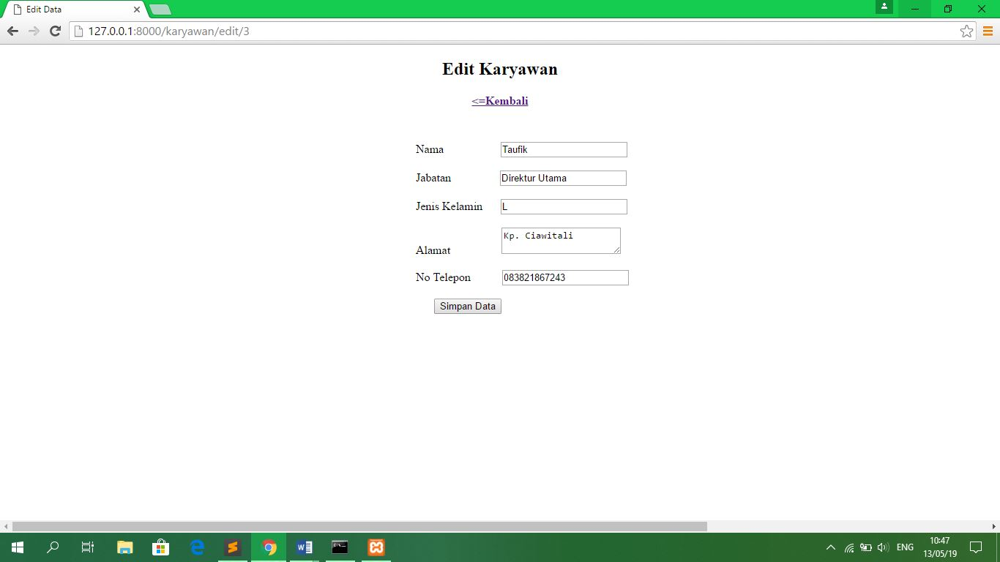 Edit Data
127.0.0.1:8000/karyawan/edit/3
Edit Karyawan
<=Kembali
Nama Taufik
Jabatan Direktur Utama
Jenis Kelamin L
Alamat Kp. Ciawitali
No Telepon 083821867243
Simpan Data
ENG
10:47
13/05/19